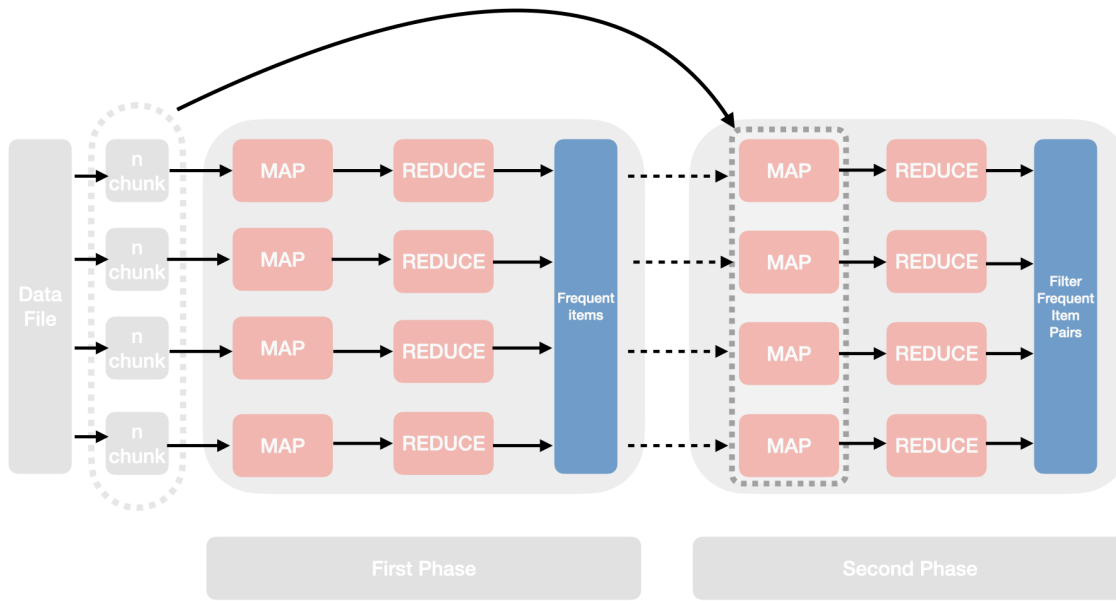 Data
File
n
chunk
n
chunk
n
chunk
n
chunk
MAP
REDUCE
MAP
REDUCE
MAP
REDUCE
MAP
REDUCE
Frequent
items
MAP
REDUCE
MAP
REDUCE
MAP
REDUCE
MAP
REDUCE
Filter
Frequent
Item
Pairs
First Phase
Second Phase